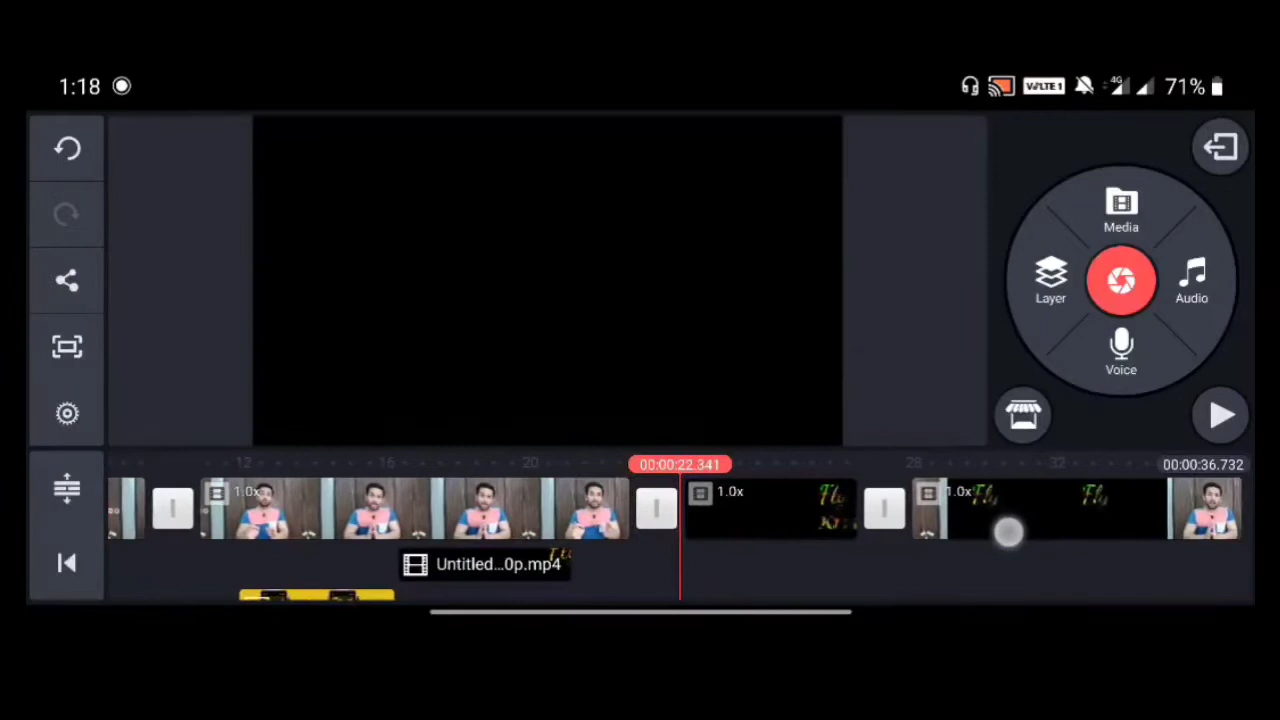 1:18
4G
VoLTE 1
71%
Media
Layer
Audio
Voice
12
16
20
00:00:22.341
28
32
00:00:36.732
1.0x
1.0x
1.0x
Untitled...0p.mp4